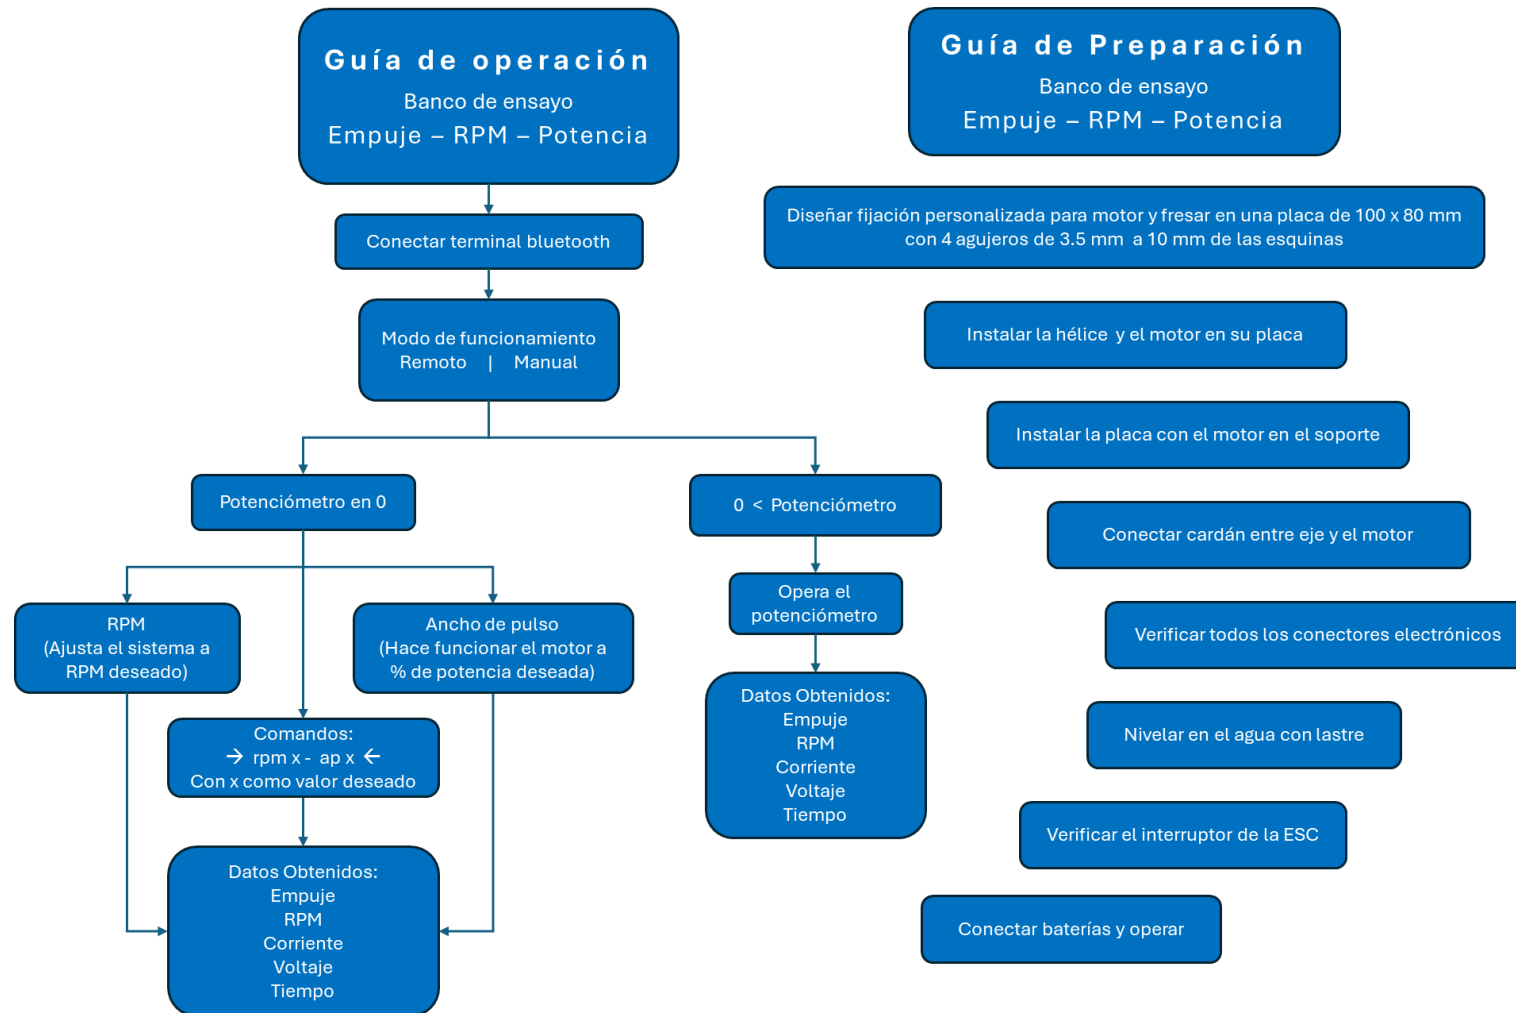 Guía de operación
Banco de ensayo
Empuje – RPM – Potencia
Conectar terminal bluetooth
Modo de funcionamiento
Remoto | Manual
Potenciómetro en 0
0 < Potenciómetro
RPM
(Ajusta el sistema a
RPM deseado)
Ancho de pulso
(Hace funcionar el motor a
% de potencia deseada)
Comandos:
→ rpm x - ap x ←
Con x como valor deseado
Datos Obtenidos:
Empuje
RPM
Corriente
Voltaje
Tiempo
Opera el
potenciómetro
Datos Obtenidos:
Empuje
RPM
Corriente
Voltaje
Tiempo
Guía de Preparación
Banco de ensayo
Empuje – RPM – Potencia
Diseñar fijación personalizada para motor y fresar en una placa de 100 x 80 mm
con 4 agujeros de 3.5 mm a 10 mm de las esquinas
Instalar la hélice y el motor en su placa
Instalar la placa con el motor en el soporte
Conectar cardán entre eje y el motor
Verificar todos los conectores electrónicos
Nivelar en el agua con lastre
Verificar el interruptor de la ESC
Conectar baterías y operar